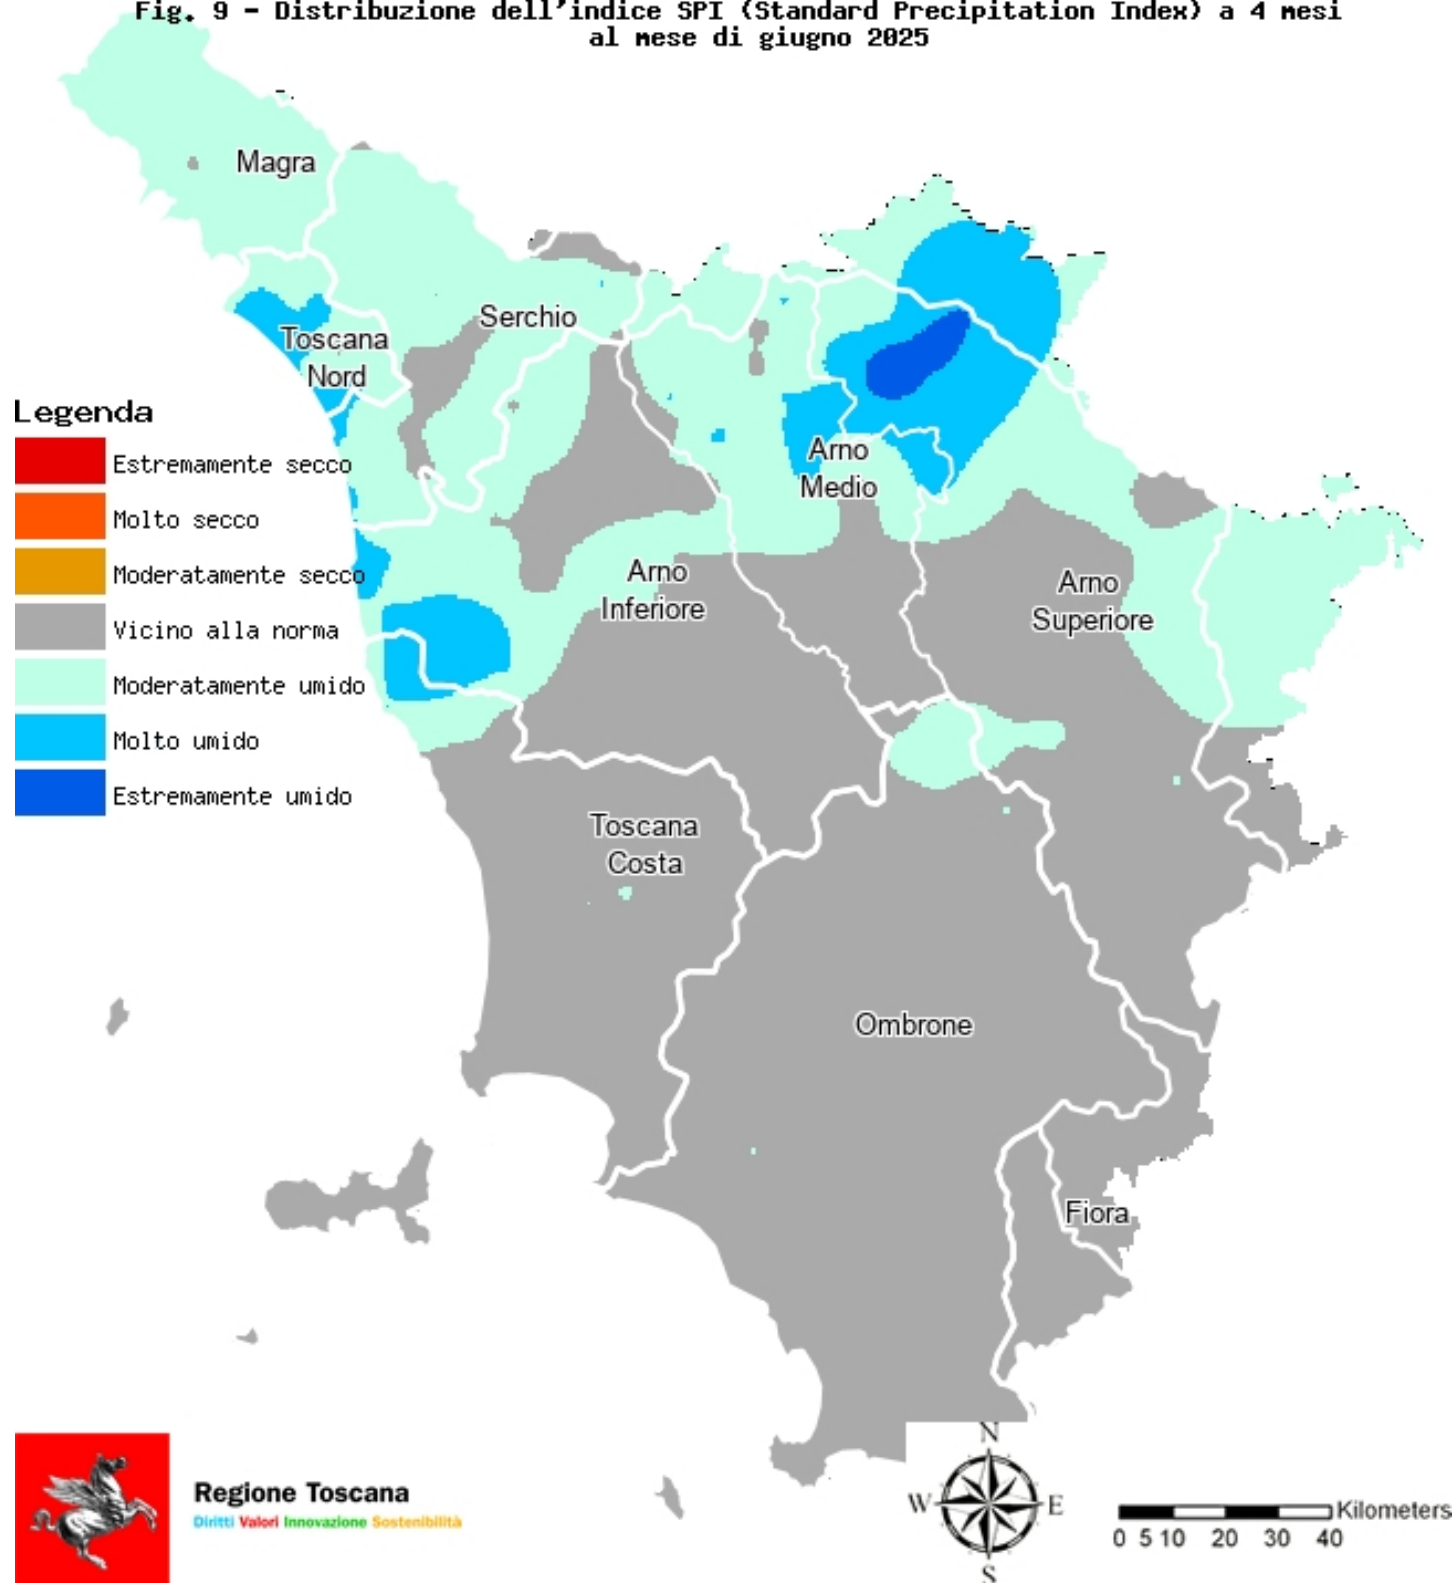 Fig. 9 - Distribuzione dell'indice SPI (Standard Precipitation Index) a 4 mesi
al mese di giugno 2025
Magra
Serchio
Toscana
Nord
Legenda
Estremamente secco
Molto secco
Moderatamente secco
Vicino alla norma
Moderatamente umido
Molto umido
Estremamente umido
Arno
Medio
Arno
Inferiore
Arno
Superiore
Toscana
Costa
Ombrone
Fiora
Regione Toscana
Diritti Valori Innovazione Sostenibilità
N
W
E
S
Kilometers
0 5 10 20 30 40